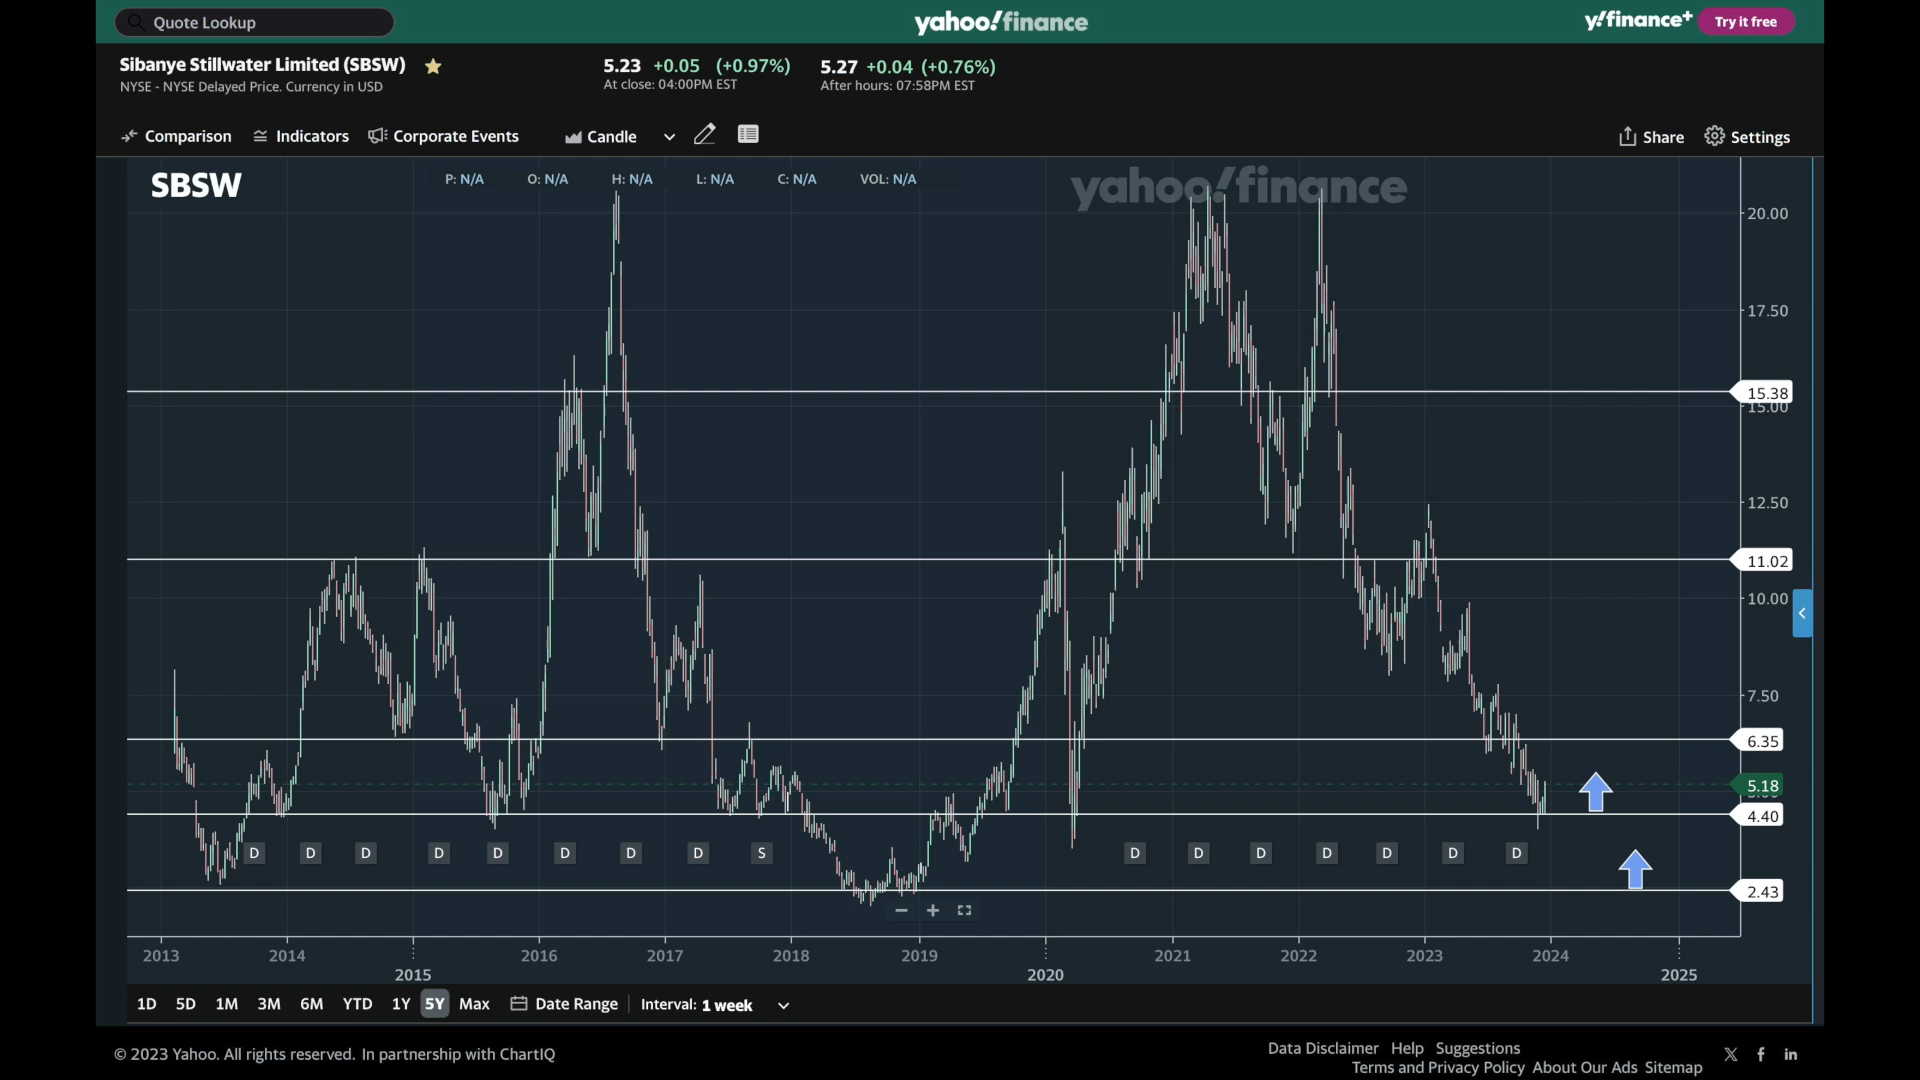 Quote Lookup
yahoo!finance
y!finance+ Try it free
Sibanye Stillwater Limited (SBSW)
NYSE - NYSE Delayed Price. Currency in USD
5.23 +0.05 (+0.97%)
At close: 04:00PM EST
5.27 +0.04 (+0.76%)
After hours: 07:58PM EST
Comparison Indicators Corporate Events Candle Share Settings
SBSW P: N/A O: N/A H: N/A L: N/A C: N/A VOL: N/A
yahoo!finance
20.00
17.50
15.38
15.00
12.50
11.02
10.00
7.50
6.35
5.18
4.40
D D D D D D D D S D D D D D D D
2.43
2013 2014 2015 2016 2017 2018 2019 2020 2021 2022 2023 2024 2025
1D 5D 1M 3M 6M YTD 1Y 5Y Max Date Range Interval: 1 week
© 2023 Yahoo. All rights reserved. In partnership with ChartIQ
Data Disclaimer Help Suggestions
Terms and Privacy Policy About Our Ads Sitemap